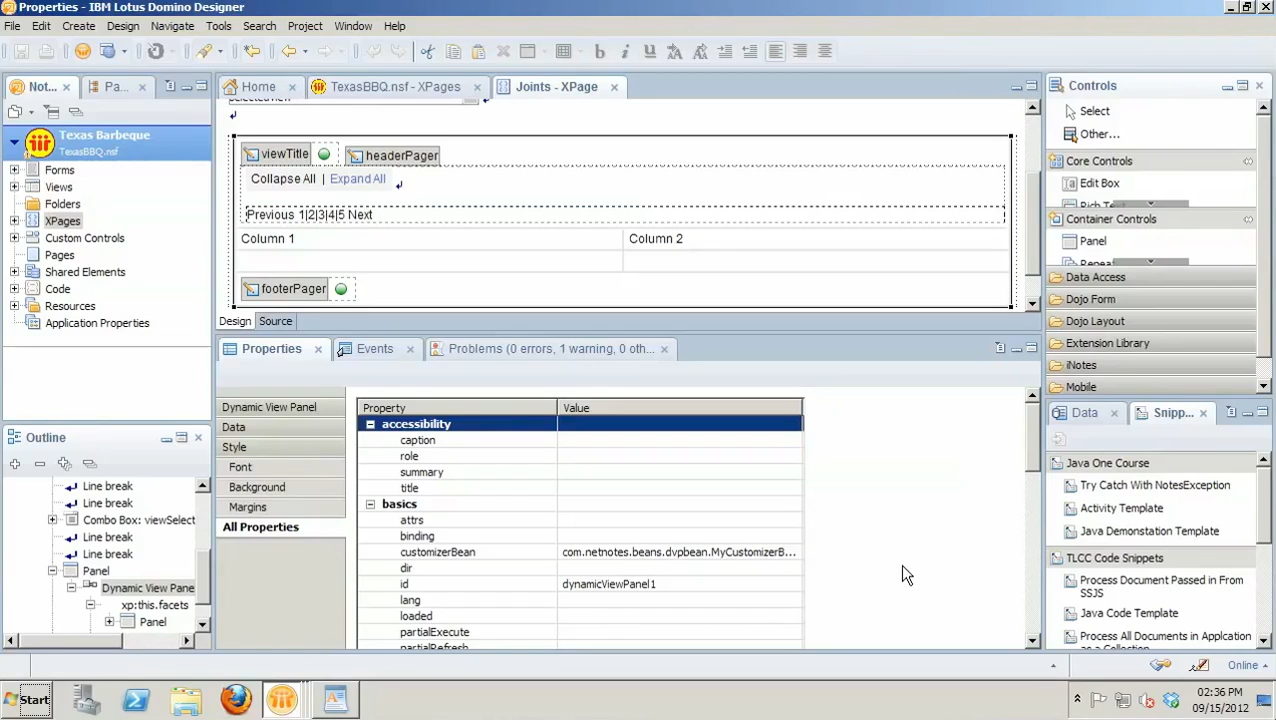 Properties - IBM Lotus Domino Designer
File Edit Create Design Navigate Tools Search Project Window Help
Not...
Pa...
Texas Barbeque
TexasBBQ.nsf
Forms
Views
Folders
XPages
Custom Controls
Pages
Shared Elements
Code
Resources
Application Properties
Outline
Line break
Line break
Combo Box: viewSelect
Line break
Line break
Panel
Dynamic View Pane
xp:this.facets
Panel
Home
TexasBBQ.nsf - XPages
Joints - XPage
selectedView
viewTitle headerPager
Collapse All | Expand All
Previous 1|2|3|4|5 Next
Column 1 Column 2
footerPager
Design Source
Properties Events Problems (0 errors, 1 warning, 0 oth...
Dynamic View Panel
Data
Style
Font
Background
Margins
All Properties
Property Value
accessibility
caption
role
summary
title
basics
attrs
binding
customizerBean com.netnotes.beans.dvpbean.MyCustomizerB...
dir
id dynamicViewPanel1
lang
loaded
partialExecute
partialRefresh
Controls
Select
Other...
Core Controls
Edit Box
Rich Text
Container Controls
Panel
Repeat
Data Access
Dojo Form
Dojo Layout
Extension Library
iNotes
Mobile
Data Snipp...
Java One Course
Try Catch With NotesException
Activity Template
Java Demonstation Template
TLCC Code Snippets
Process Document Passed in From
SSJS
Java Code Template
Process All Documents in Applcation
as a Collection
Online
Start
02:36 PM
09/15/2012